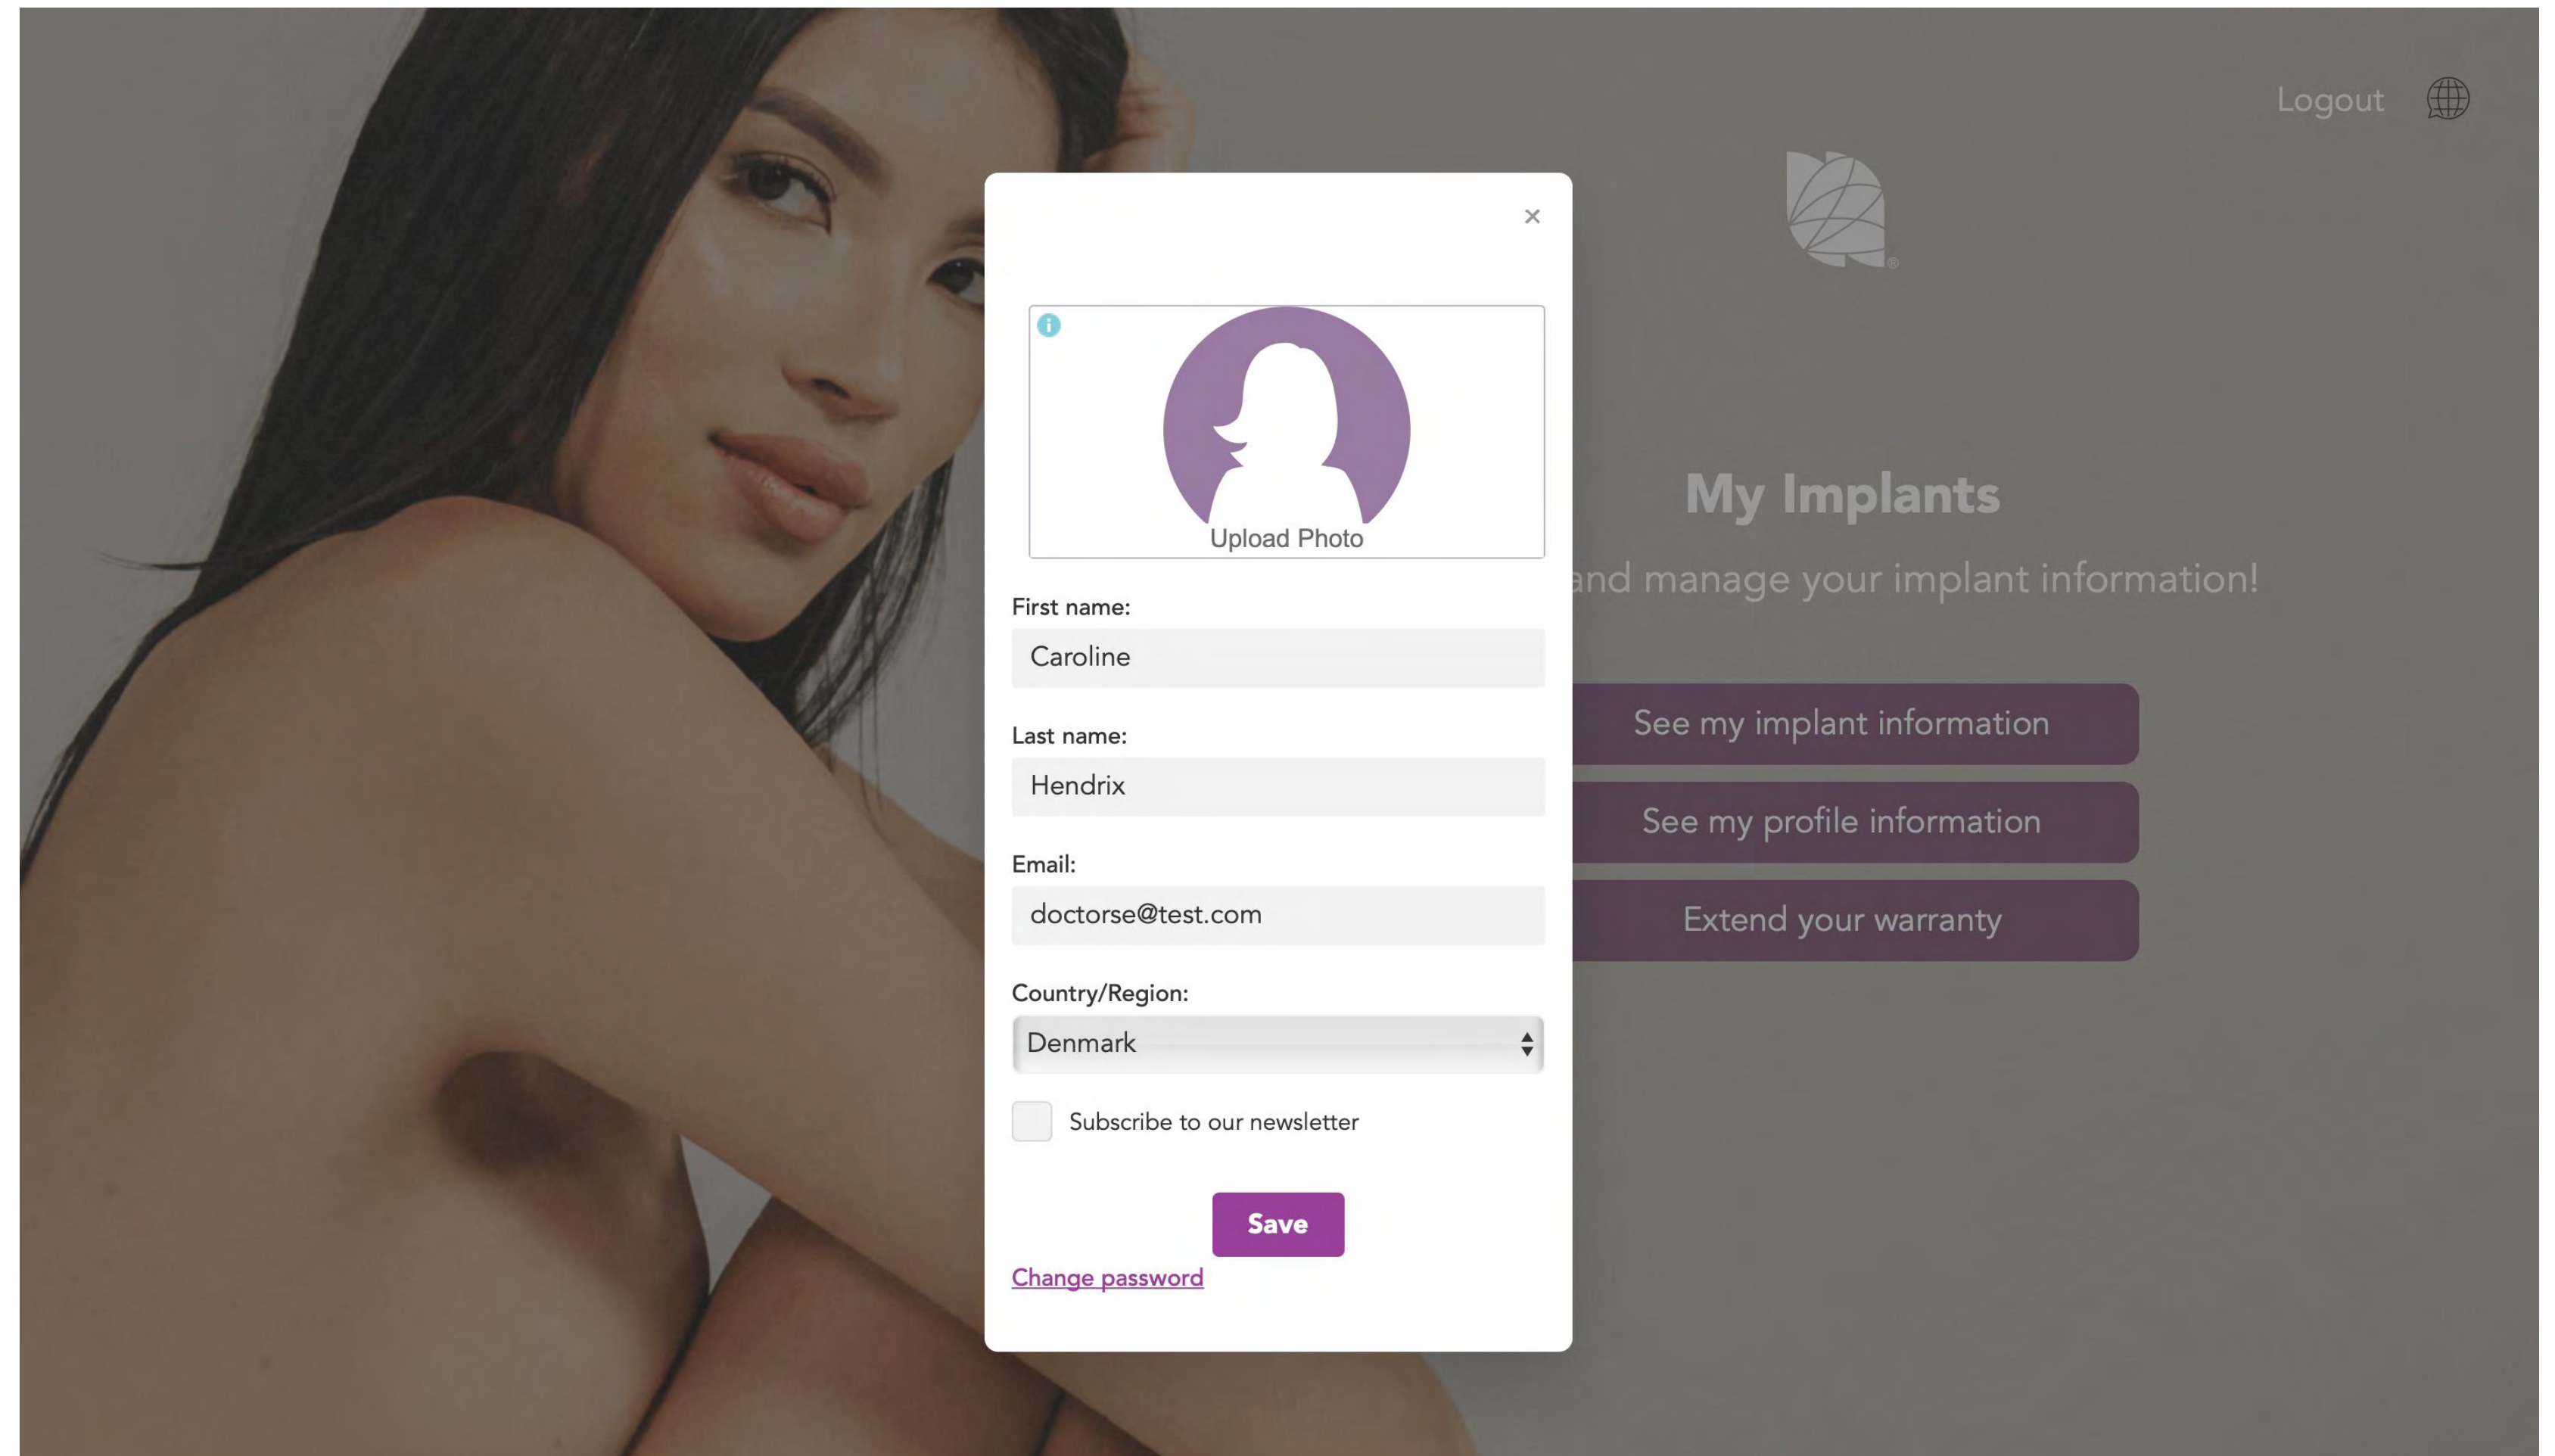 Logout
®
×
i
Upload Photo
First name:
Caroline
Last name:
Hendrix
Email:
doctorse@test.com
Country/Region:
Denmark
Subscribe to our newsletter
Save
Change password
My Implants
and manage your implant information!
See my implant information
See my profile information
Extend your warranty